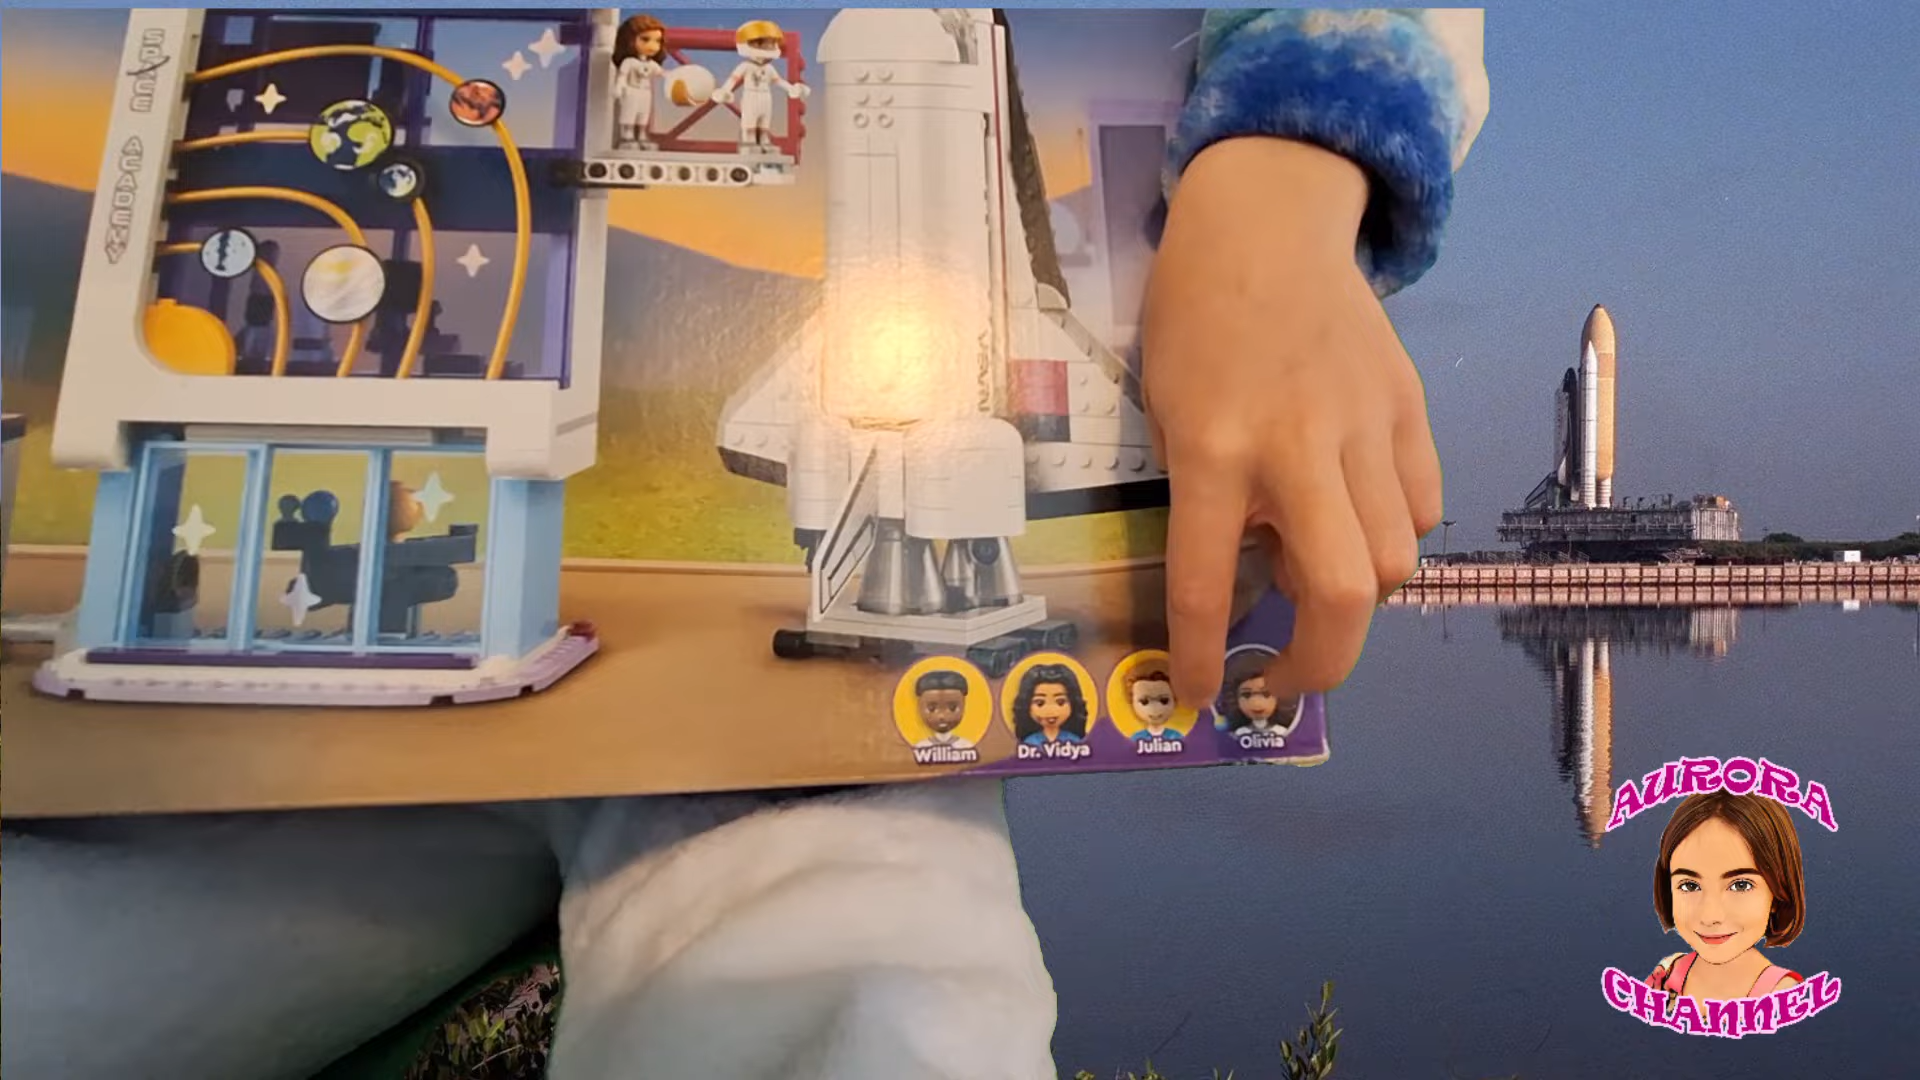 SPACE ACADEMY
William
Dr. Vidya
Julian
Olivia
AURORA
CHANNEL